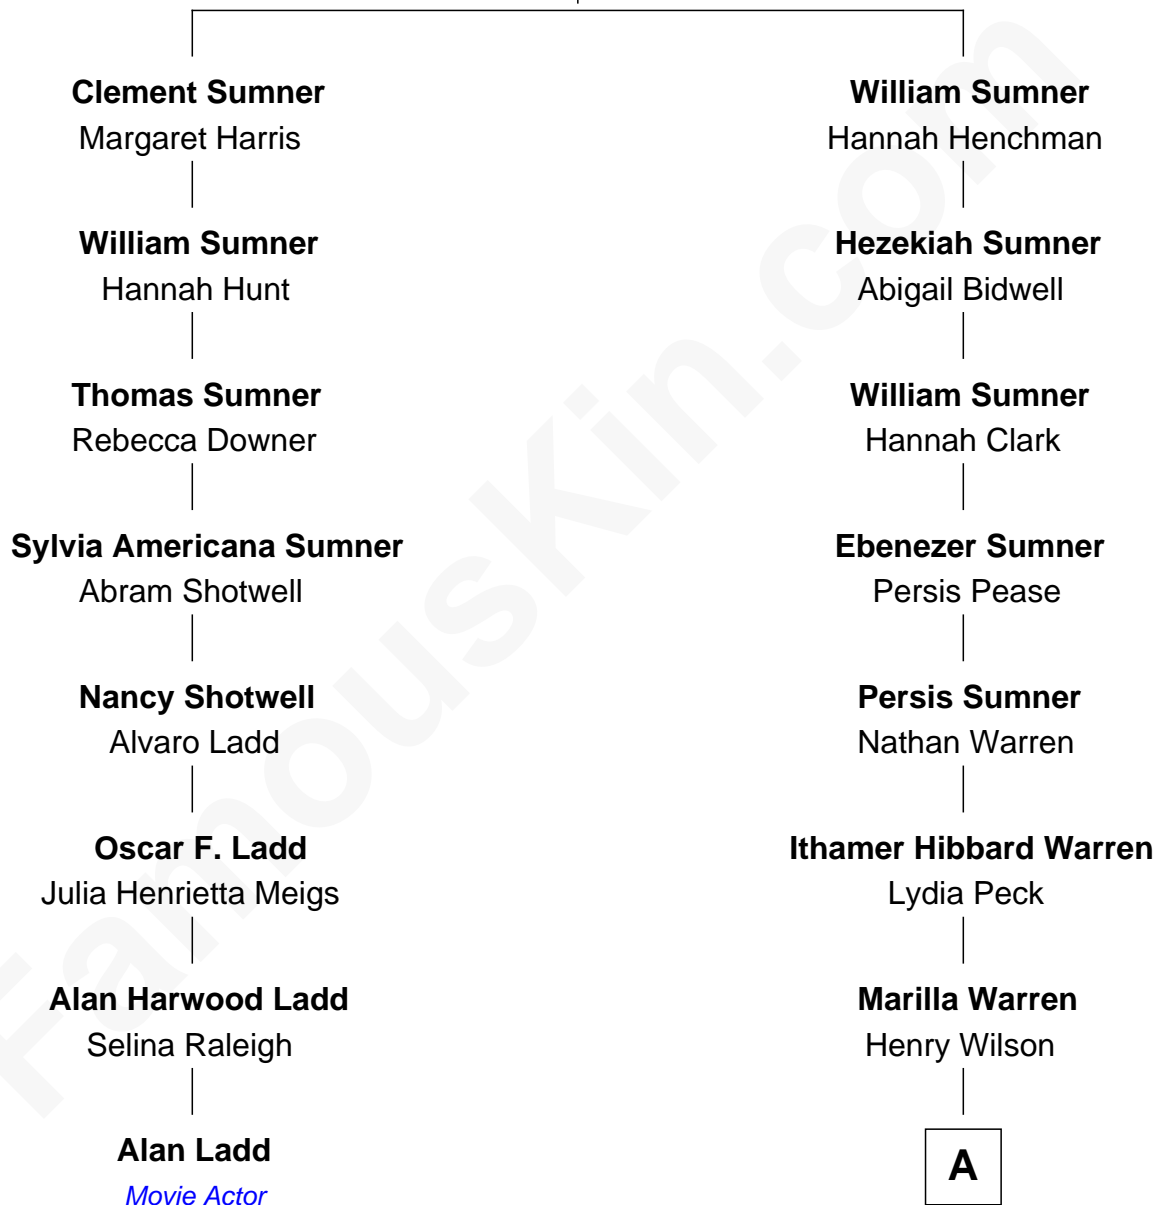 Clement Sumner
Margaret Harris
William Sumner
Hannah Hunt
Thomas Sumner
Rebecca Downer
Sylvia Americana Sumner
Abram Shotwell
Nancy Shotwell
Alvaro Ladd
Oscar F. Ladd
Julia Henrietta Meigs
Alan Harwood Ladd
Selina Raleigh
Alan Ladd
Movie Actor
William Sumner
Hannah Henchman
Hezekiah Sumner
Abigail Bidwell
William Sumner
Hannah Clark
Ebenezer Sumner
Persis Pease
Persis Sumner
Nathan Warren
Ithamer Hibbard Warren
Lydia Peck
Marilla Warren
Henry Wilson
A
FamousKin.com